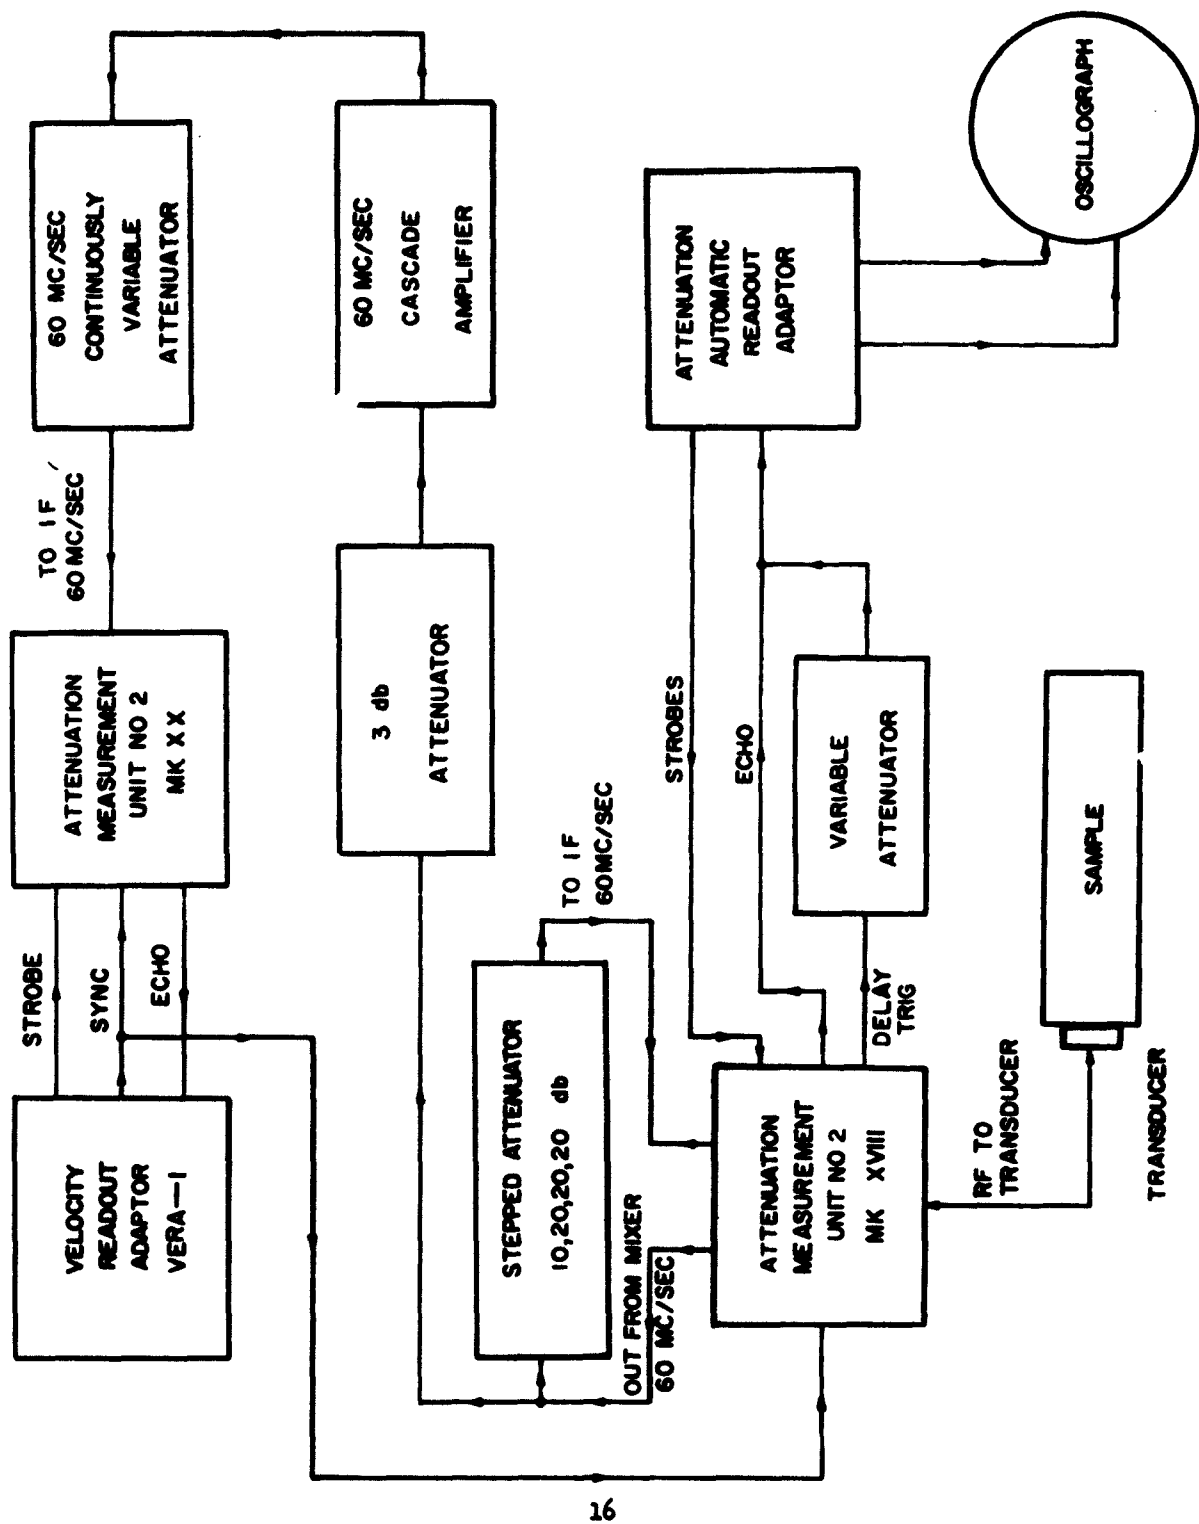 VELOCITY
READOUT
ADAPTOR
VERA—1
STROBE
SYNC
ECHO
ATTENUATION
MEASUREMENT
UNIT NO 2
MK XX
TO IF
60 MC/SEC
60 MC/SEC
CONTINUOUSLY
VARIABLE
ATTENUATOR
3 db
ATTENUATOR
60 MC/SEC
CASCADE
AMPLIFIER
STEPPED ATTENUATOR
10,20,20,20 db
TO IF
60MC/SEC
OUT FROM MIXER
60 MC/SEC
ATTENUATION
MEASUREMENT
UNIT NO 2
MK XVIII
STROBES
ECHO
DELAY
TRIG
VARIABLE
ATTENUATOR
ATTENUATION
AUTOMATIC
READOUT
ADAPTOR
OSCILLOGRAPH
RF TO
TRANSDUCER
TRANSDUCER
SAMPLE
16